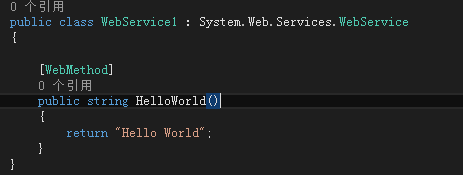 0 个引用
public class WebService1 : System.Web.Services.WebService
{
[WebMethod]
0 个引用
public string HelloWorld()
{
return "Hello World";
}
}